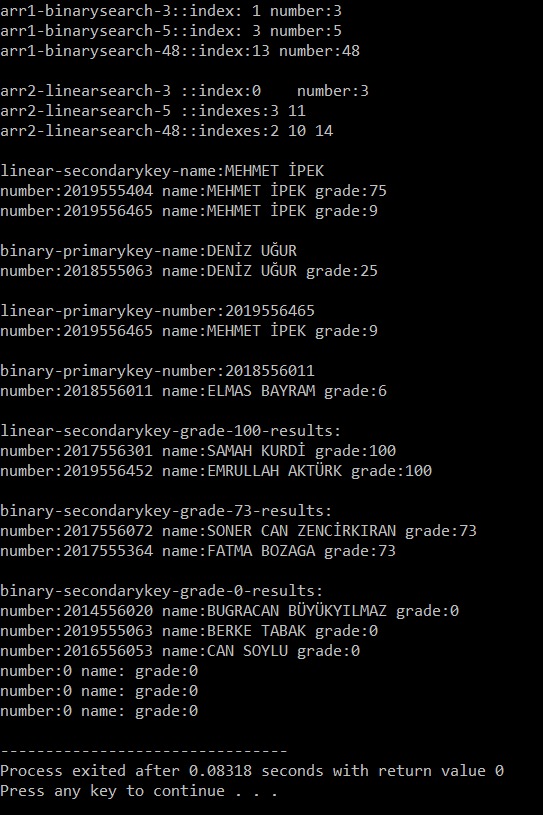 arr1-binarysearch-3::index: 1 number:3
arr1-binarysearch-5::index: 3 number:5
arr1-binarysearch-48::index:13 number:48
arr2-linearsearch-3 ::index:0    number:3
arr2-linearsearch-5 ::indexes:3 11
arr2-linearsearch-48::indexes:2 10 14
linear-secondarykey-name:MEHMET İPEK
number:2019555404 name:MEHMET İPEK grade:75
number:2019556465 name:MEHMET İPEK grade:9
binary-primarykey-name:DENİZ UĞUR
number:2018555063 name:DENİZ UĞUR grade:25
linear-primarykey-number:2019556465
number:2019556465 name:MEHMET İPEK grade:9
binary-primarykey-number:2018556011
number:2018556011 name:ELMAS BAYRAM grade:6
linear-secondarykey-grade-100-results:
number:2017556301 name:SAMAH KURDİ grade:100
number:2019556452 name:EMRULLAH AKTÜRK grade:100
binary-secondarykey-grade-73-results:
number:2017556072 name:SONER CAN ZENCİRKIRAN grade:73
number:2017555364 name:FATMA BOZAGA grade:73
binary-secondarykey-grade-0-results:
number:2014556020 name:BUGRACAN BÜYÜKYILMAZ grade:0
number:2019555063 name:BERKE TABAK grade:0
number:2016556053 name:CAN SOYLU grade:0
number:0 name: grade:0
number:0 name: grade:0
number:0 name: grade:0
--------------------------------
Process exited after 0.08318 seconds with return value 0
Press any key to continue . . .